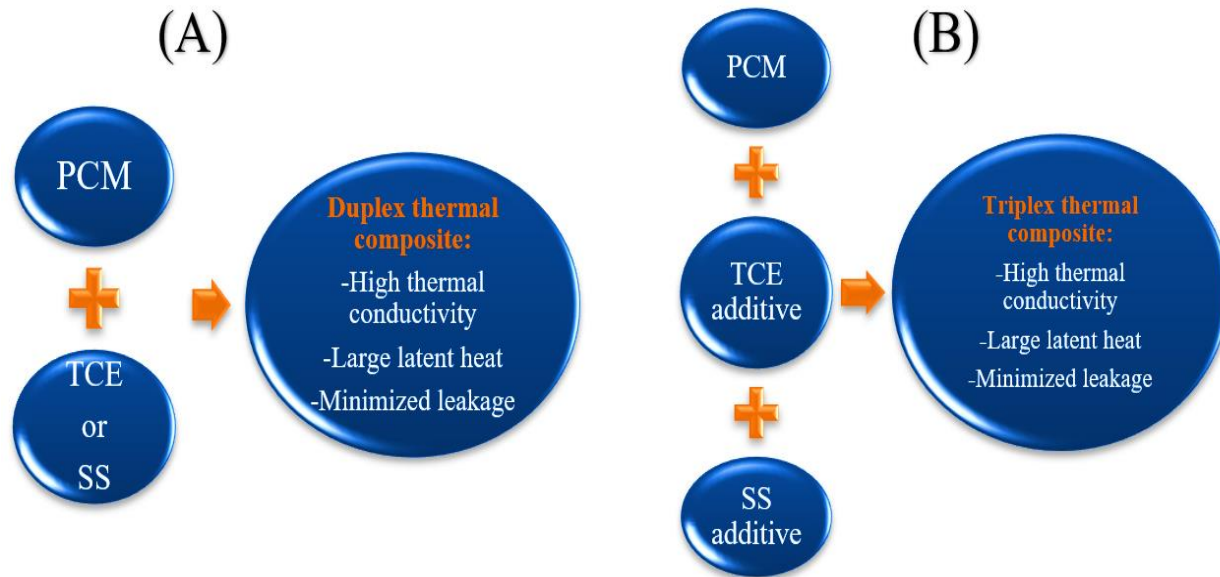 (A)
PCM
TCE
or
SS
Duplex thermal
composite:
-High thermal
conductivity
-Large latent heat
-Minimized leakage
(B)
PCM
TCE
additive
SS
additive
Triplex thermal
composite:
-High thermal
conductivity
-Large latent heat
-Minimized leakage